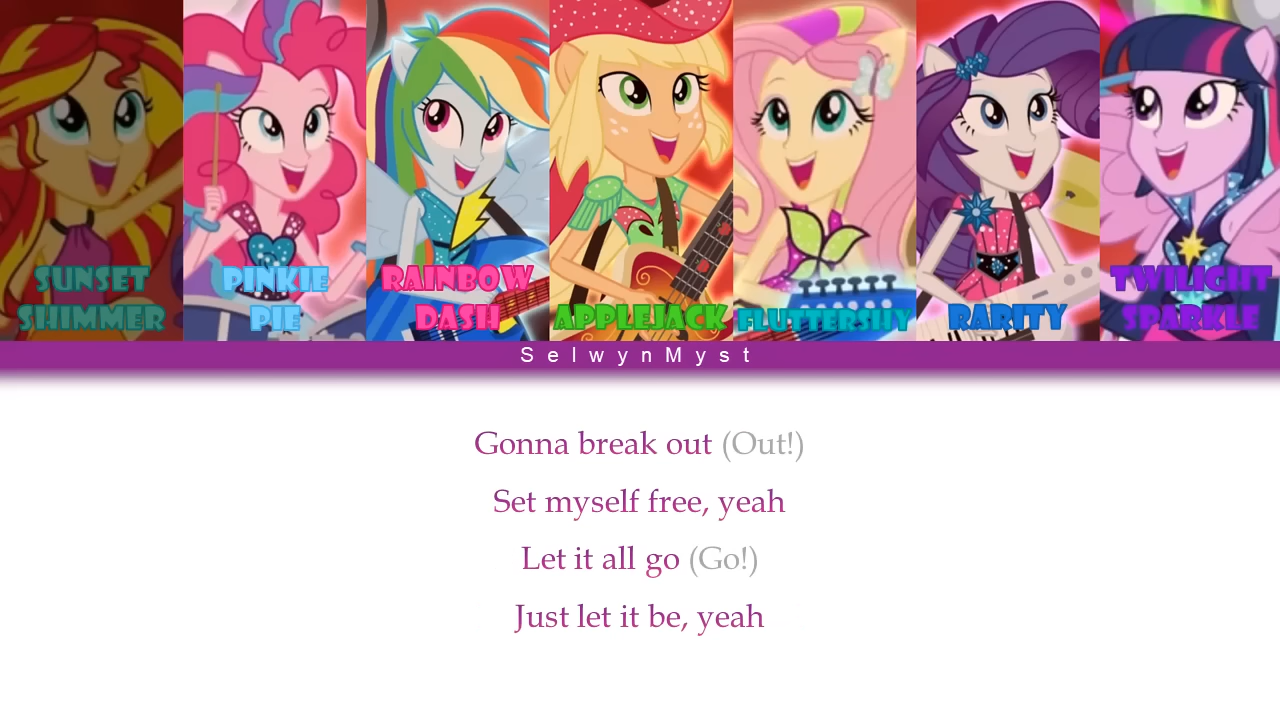 SUNSET
SHIMMER
PINKIE
PIE
RAINBOW
DASH
APPLEJACK
FLUTTERSHY
RARITY
TWILIGHT
SPARKLE
SelwynMyst
Gonna break out (Out!)
Set myself free, yeah
Let it all go (Go!)
Just let it be, yeah